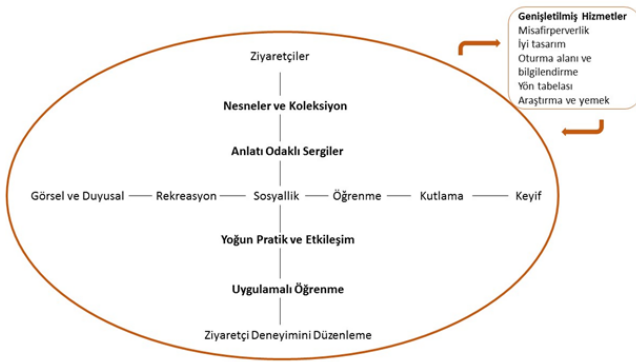 Genişletilmiş Hizmetler
Misafirperverlik
İyi tasarım
Oturma alanı ve
bilgilendirme
Yön tabelası
Araştırma ve yemek
Ziyaretçiler
Nesneler ve Koleksiyon
Anlatı Odaklı Sergiler
Görsel ve Duyusal Rekreasyon Sosyallik Öğrenme Kutlama Keyif
Yoğun Pratik ve Etkileşim
Uygulamalı Öğrenme
Ziyaretçi Deneyimini Düzenleme